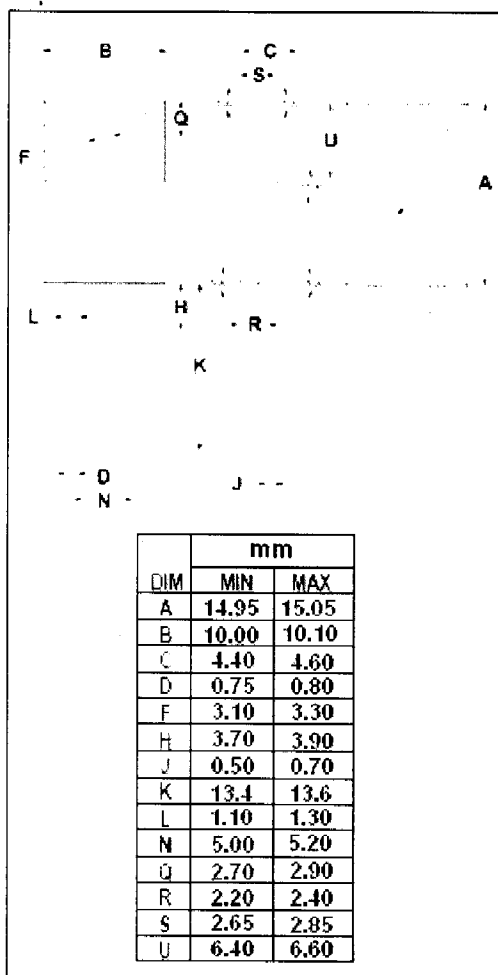 B C
S
Q
F U
A
H
L R
K
D J
N
mm
DIM MIN MAX
A 14.95 15.05
B 10.00 10.10
C 4.40 4.60
D 0.75 0.80
F 3.10 3.30
H 3.70 3.90
J 0.50 0.70
K 13.4 13.6
L 1.10 1.30
N 5.00 5.20
Q 2.70 2.90
R 2.20 2.40
S 2.65 2.85
U 6.40 6.60